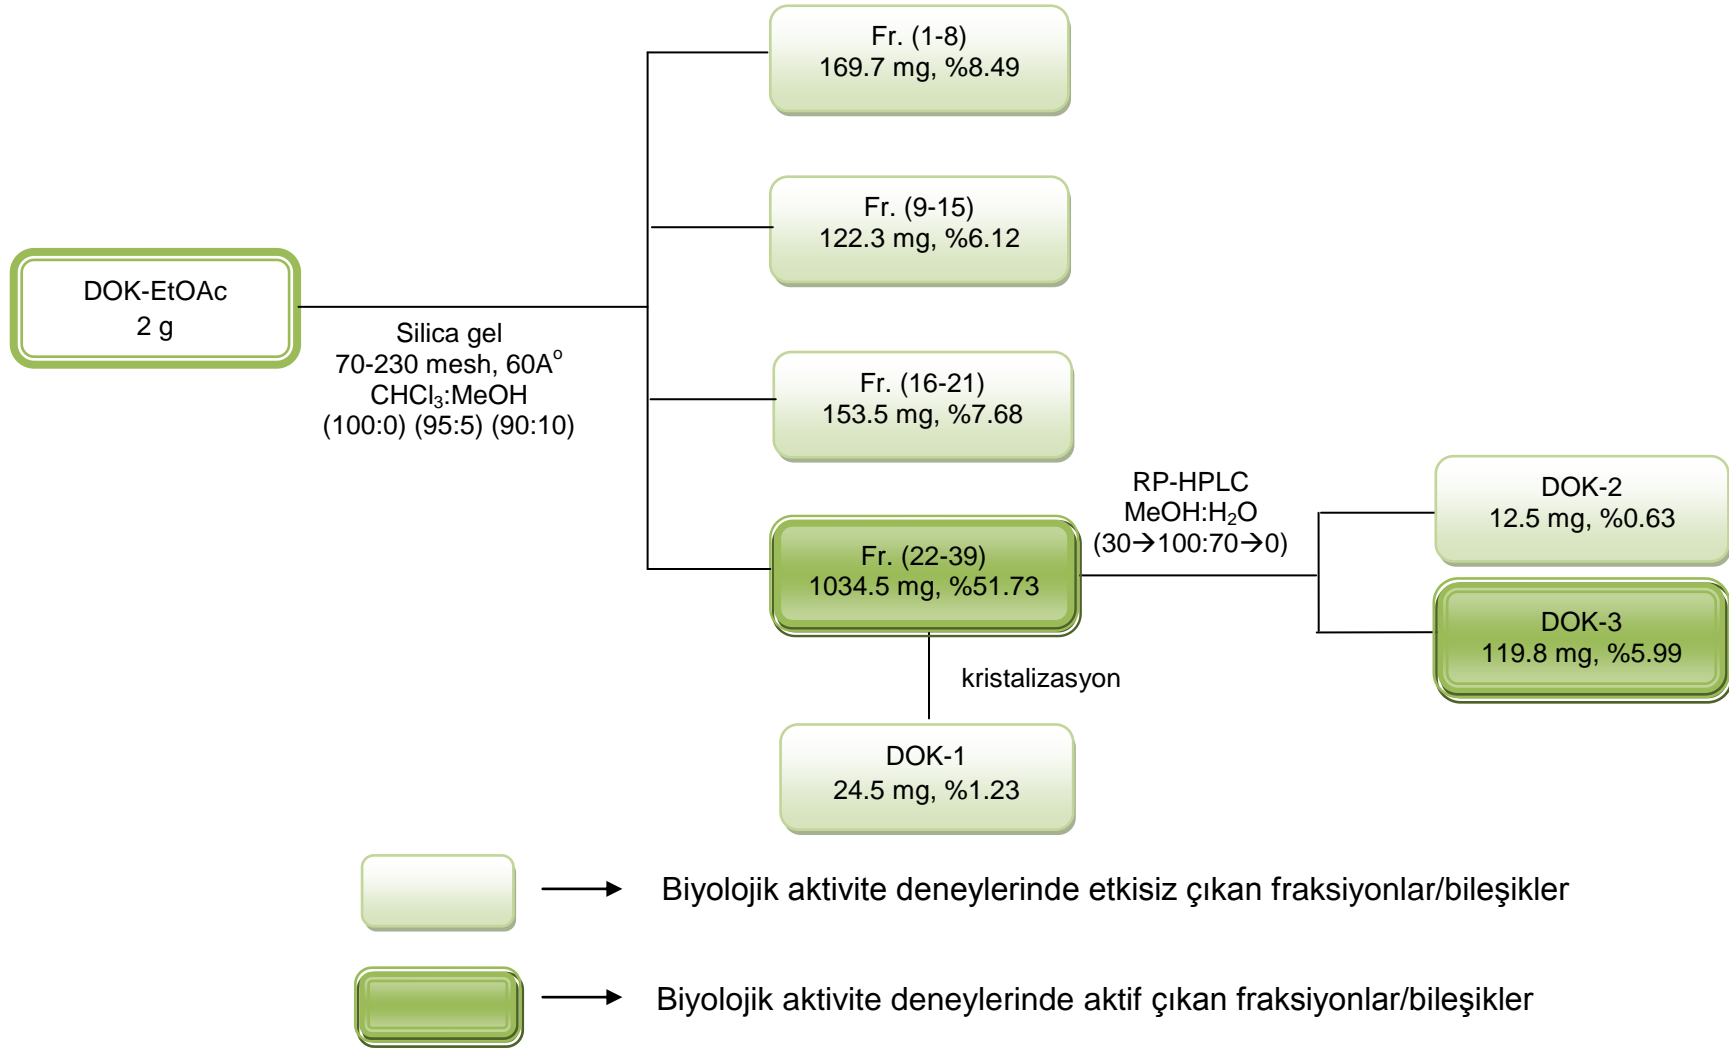 Fr. (1-8)
169.7 mg, %8.49
Fr. (9-15)
122.3 mg, %6.12
DOK-EtOAc
2 g
Silica gel
70-230 mesh, 60A°
CHCl₃:MeOH
(100:0) (95:5) (90:10)
Fr. (16-21)
153.5 mg, %7.68
RP-HPLC
MeOH:H₂O
(30→100:70→0)
Fr. (22-39)
1034.5 mg, %51.73
DOK-2
12.5 mg, %0.63
DOK-3
119.8 mg, %5.99
kristalizasyon
DOK-1
24.5 mg, %1.23
Biyolojik aktivite deneylerinde etkisiz çıkan fraksiyonlar/bileşikler
Biyolojik aktivite deneylerinde aktif çıkan fraksiyonlar/bileşikler